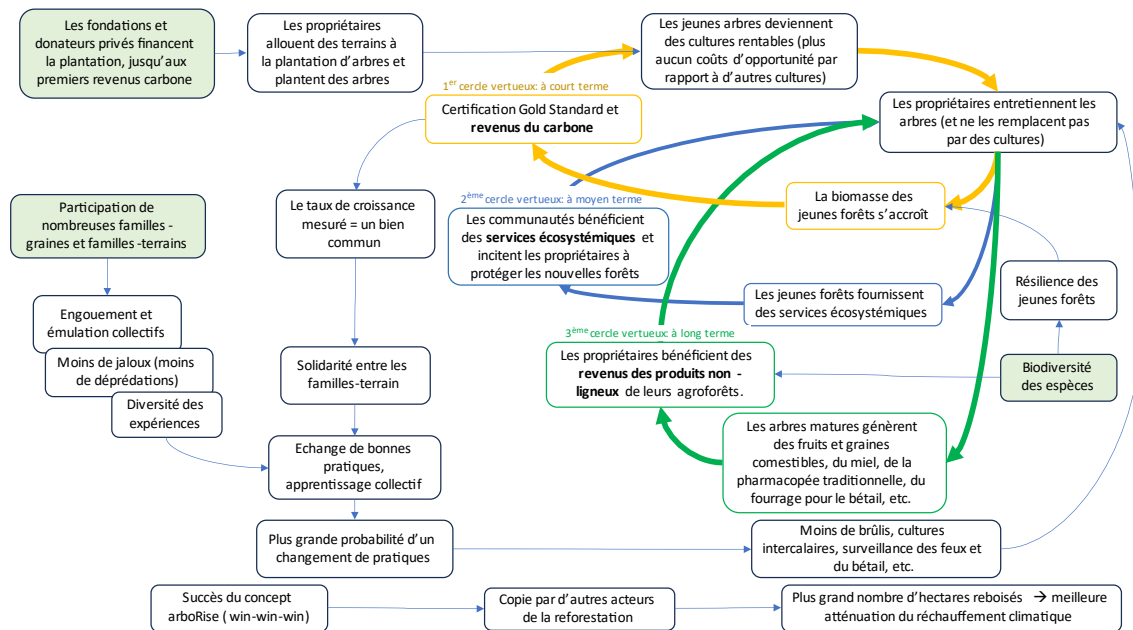 Les fondations et
donateurs privés financent
la plantation, jusqu'aux
premiers revenus carbone
Les propriétaires
allouent des terrains à
la plantation d'arbres et
plantent des arbres
Les jeunes arbres deviennent
des cultures rentables (plus
aucun coûts d'opportunité par
rapport à d'autres cultures)
1er cercle vertueux: à court terme
Certification Gold Standard et
revenus du carbone
Les propriétaires entretiennent les
arbres (et ne les remplacent pas
par des cultures)
Participation de
nombreuses familles -
graines et familles -terrains
Le taux de croissance
mesuré = un bien
commun
2ème cercle vertueux: à moyen terme
Les communautés bénéficient
des services écosystémiques et
incitent les propriétaires à
protéger les nouvelles forêts
La biomasse des
jeunes forêts s'accroît
Résilience des
jeunes forêts
Les jeunes forêts fournissent
des services écosystémiques
Engouement et
émulation collectifs
Moins de jaloux (moins
de déprédations)
Diversité des
expériences
Solidarité entre les
familles-terrain
3ème cercle vertueux: à long terme
Les propriétaires bénéficient des
revenus des produits non -
ligneux de leurs agroforêts.
Biodiversité
des espèces
Les arbres matures génèrent
des fruits et graines
comestibles, du miel, de la
pharmacopée traditionnelle, du
fourrage pour le bétail, etc.
Echange de bonnes
pratiques,
apprentissage collectif
Plus grande probabilité d'un
changement de pratiques
Moins de brûlis, cultures
intercalaires, surveillance des feux et
du bétail, etc.
Succès du concept
arboRise ( win-win-win)
Copie par d'autres acteurs
de la reforestation
Plus grand nombre d'hectares reboisés → meilleure
atténuation du réchauffement climatique